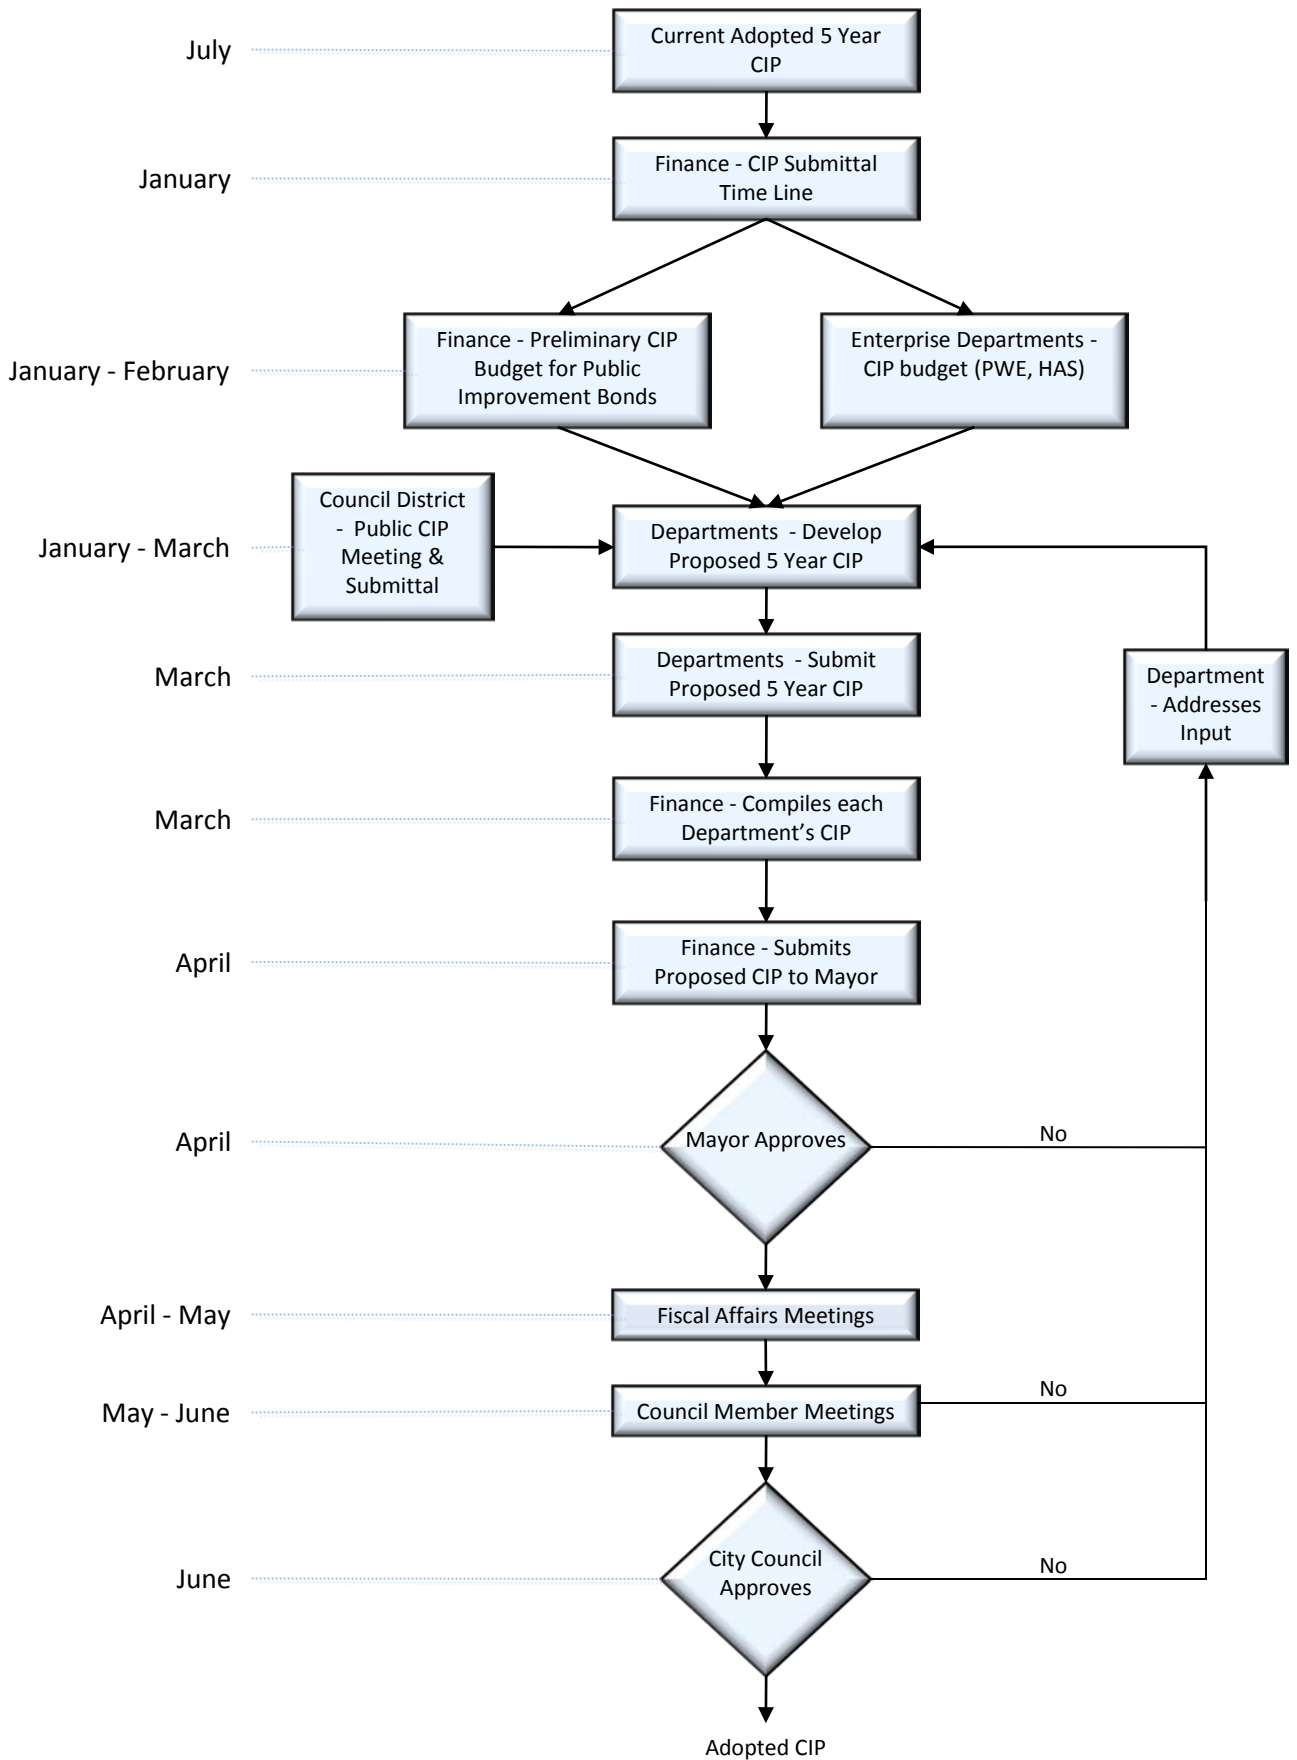 July
Current Adopted 5 Year
CIP
January
Finance - CIP Submittal
Time Line
January - February
Finance - Preliminary CIP
Budget for Public
Improvement Bonds
Enterprise Departments -
CIP budget (PWE, HAS)
January - March
Council District
- Public CIP
Meeting &
Submittal
Departments - Develop
Proposed 5 Year CIP
March
Departments - Submit
Proposed 5 Year CIP
Department
- Addresses
Input
March
Finance - Compiles each
Department’s CIP
April
Finance - Submits
Proposed CIP to Mayor
April
Mayor Approves
No
April - May
Fiscal Affairs Meetings
May - June
Council Member Meetings
No
June
City Council
Approves
No
Adopted CIP